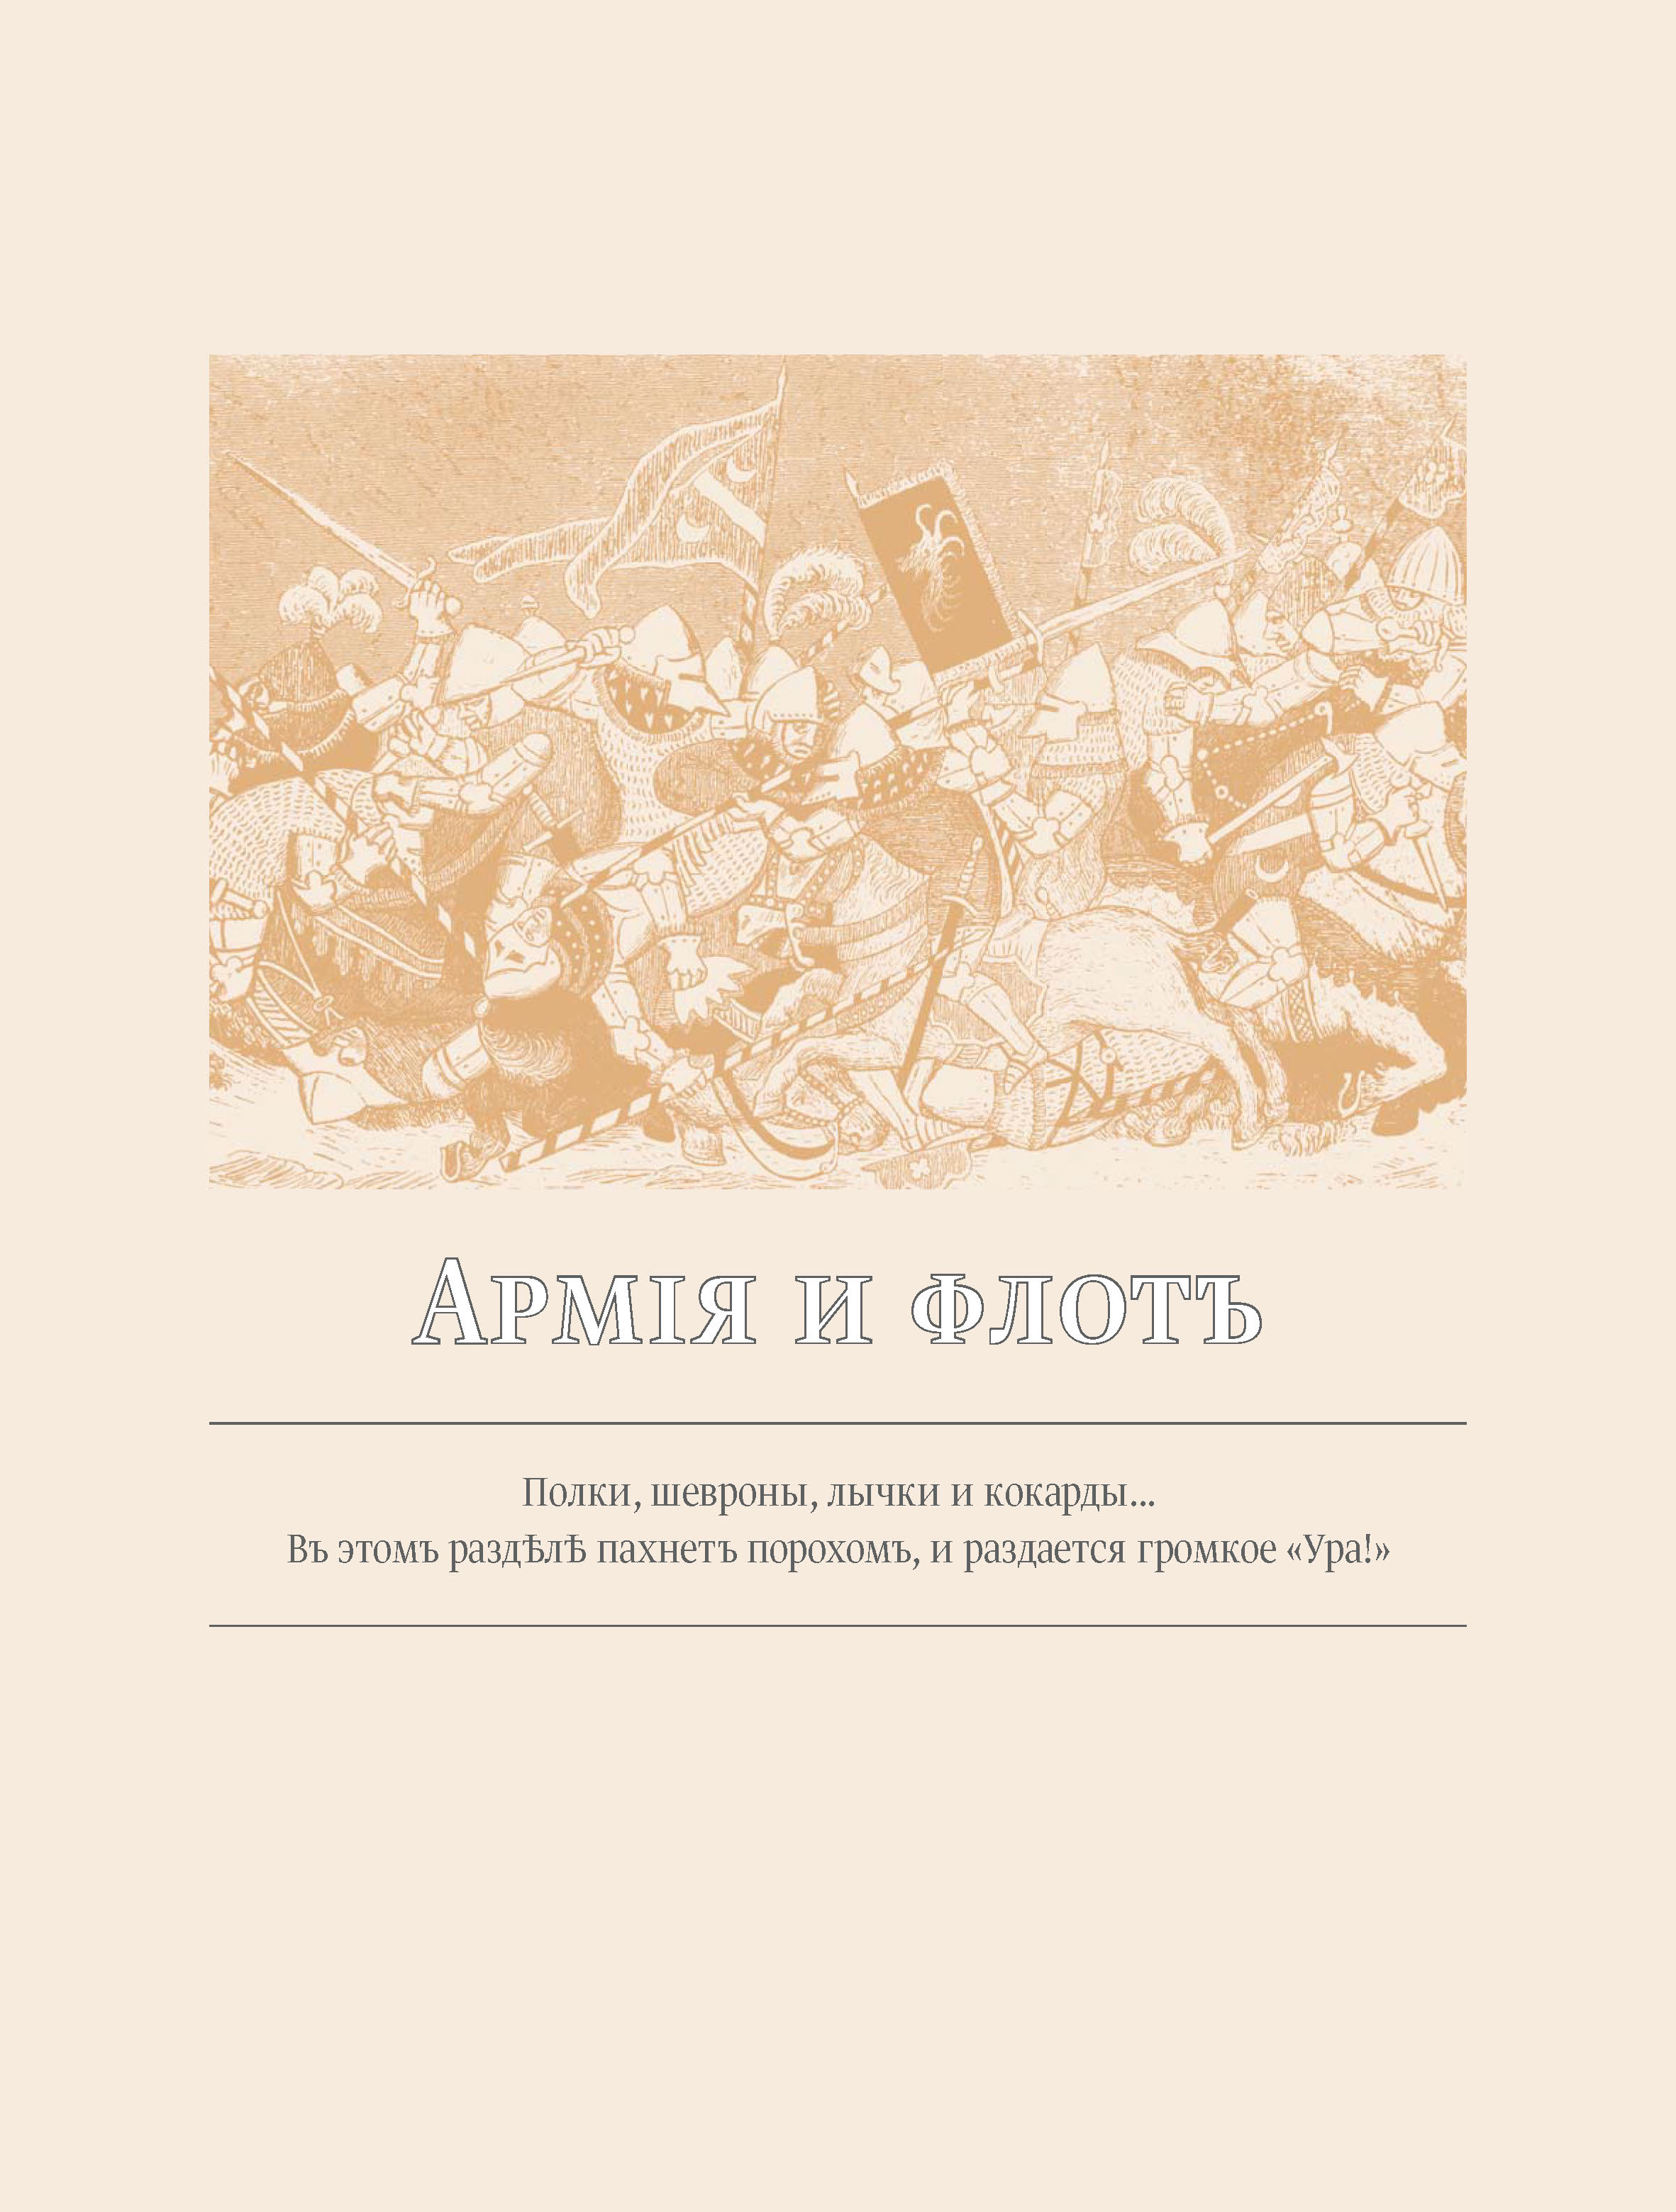 Армія и флотъ
Полки, шевроны, лычки и кокарды...
Въ этомъ раздѣлѣ пахнетъ порохомъ, и раздается громкое «Ура!»